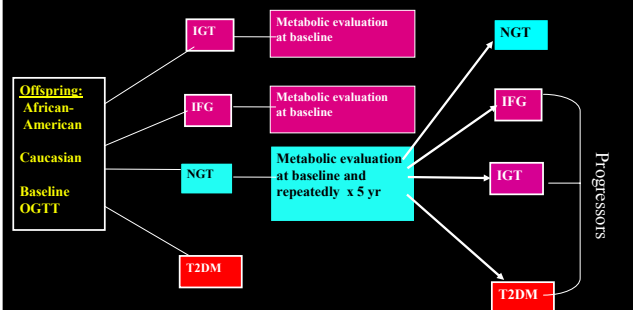 Offspring:
African-
American
Caucasian
Baseline
OGTT
IGT
Metabolic evaluation
at baseline
IFG
Metabolic evaluation
at baseline
NGT
Metabolic evaluation
at baseline and
repeatedly x 5 yr
T2DM
NGT
IFG
IGT
T2DM
Progressors